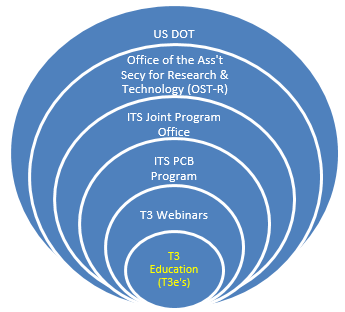 US DOT
Office of the Ass't
Secy for Research &
Technology (OST-R)
ITS Joint Program
Office
ITS PCB
Program
T3 Webinars
T3
Education
(T3e's)